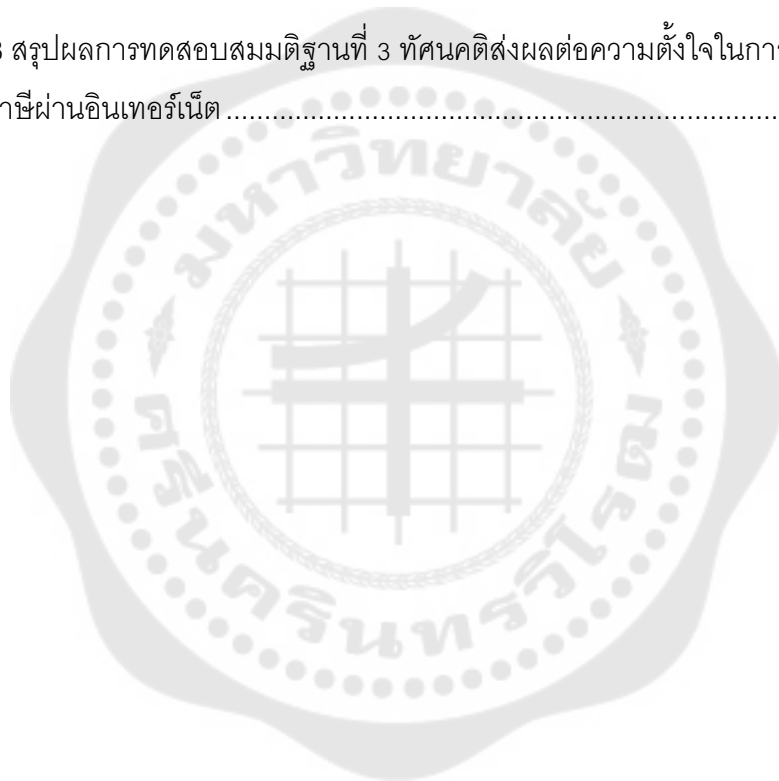 3 สรุปผลการทดสอบสมมติฐานที่ 3 ทัศนคติส่งผลต่อความตั้งใจในการ
าษีผ่านอินเทอร์เน็ต ..................................................................................
มหาวิทยาลัย
ศรีนครินทรวิโรฒ